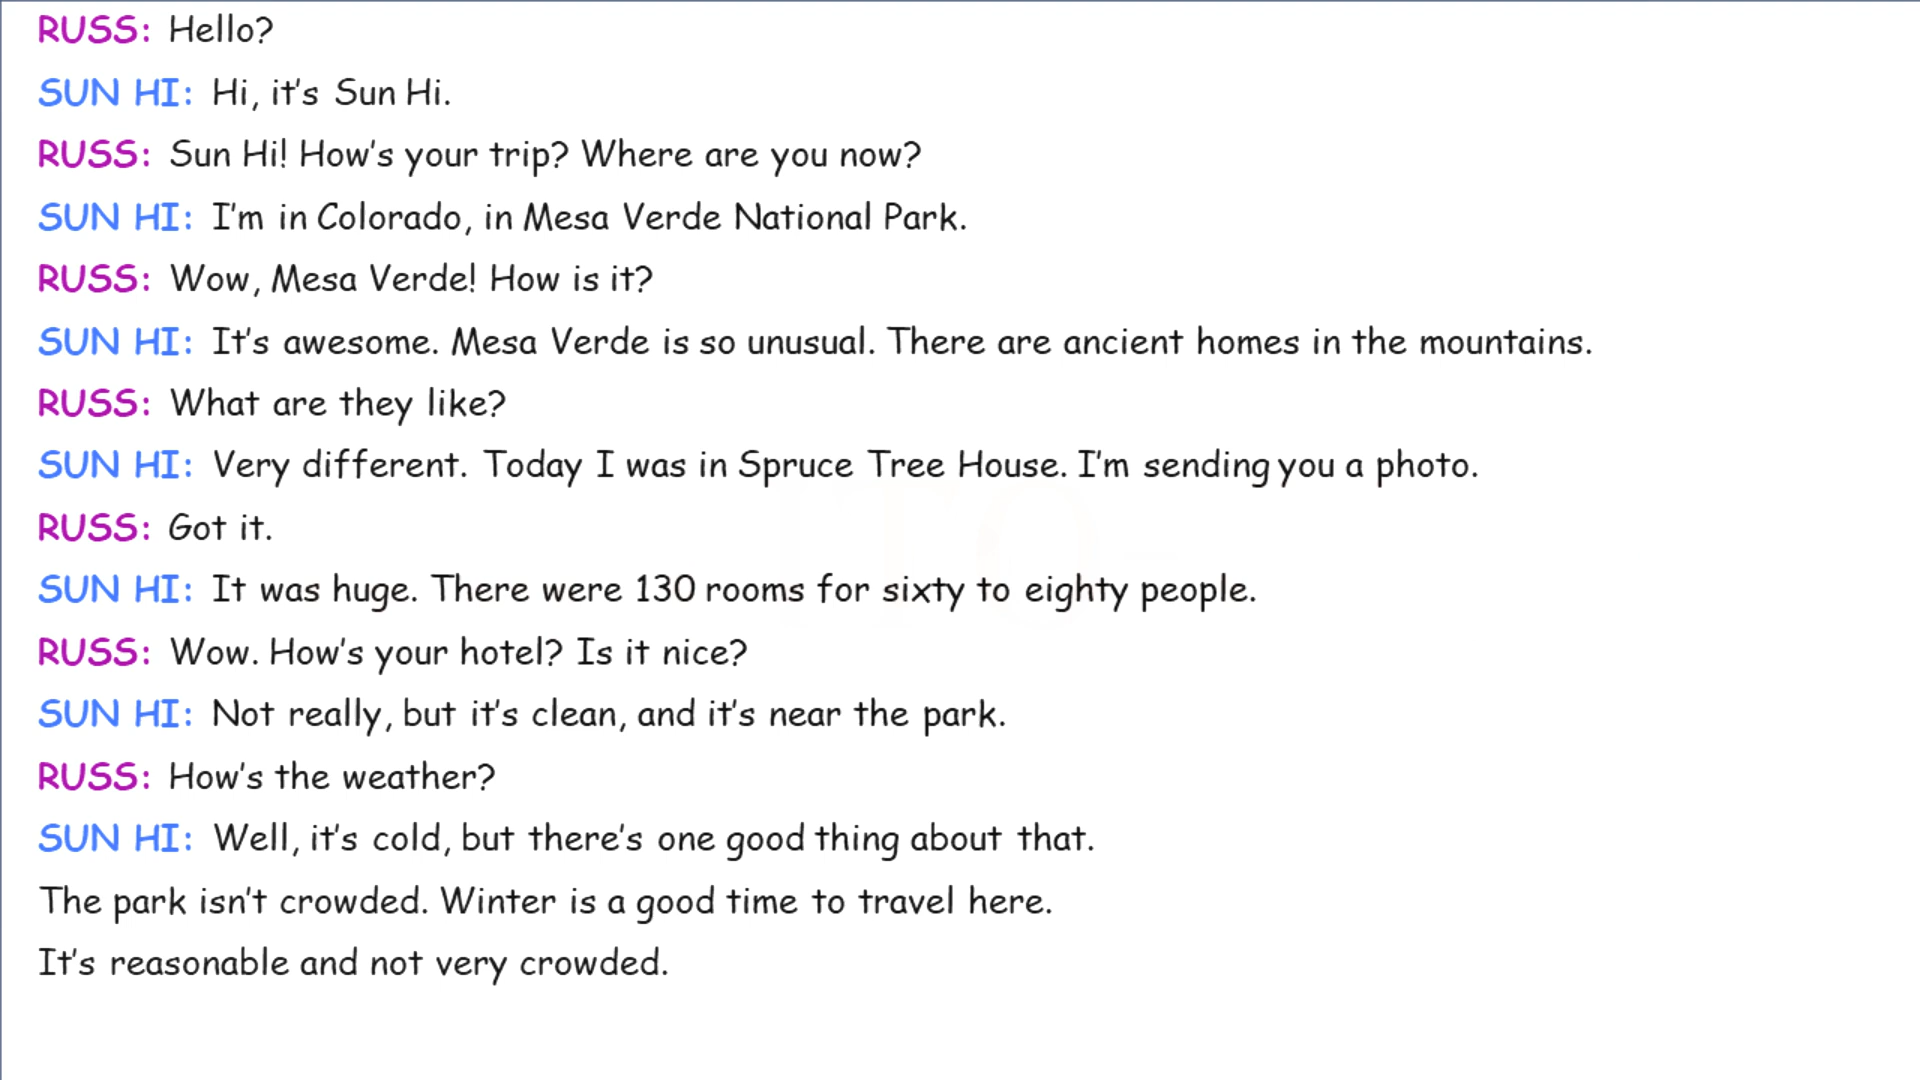 RUSS: Hello?
SUN HI: Hi, it's Sun Hi.
RUSS: Sun Hi! How's your trip? Where are you now?
SUN HI: I'm in Colorado, in Mesa Verde National Park.
RUSS: Wow, Mesa Verde! How is it?
SUN HI: It's awesome. Mesa Verde is so unusual. There are ancient homes in the mountains.
RUSS: What are they like?
SUN HI: Very different. Today I was in Spruce Tree House. I'm sending you a photo.
RUSS: Got it.
SUN HI: It was huge. There were 130 rooms for sixty to eighty people.
RUSS: Wow. How's your hotel? Is it nice?
SUN HI: Not really, but it's clean, and it's near the park.
RUSS: How's the weather?
SUN HI: Well, it's cold, but there's one good thing about that.
The park isn't crowded. Winter is a good time to travel here.
It's reasonable and not very crowded.